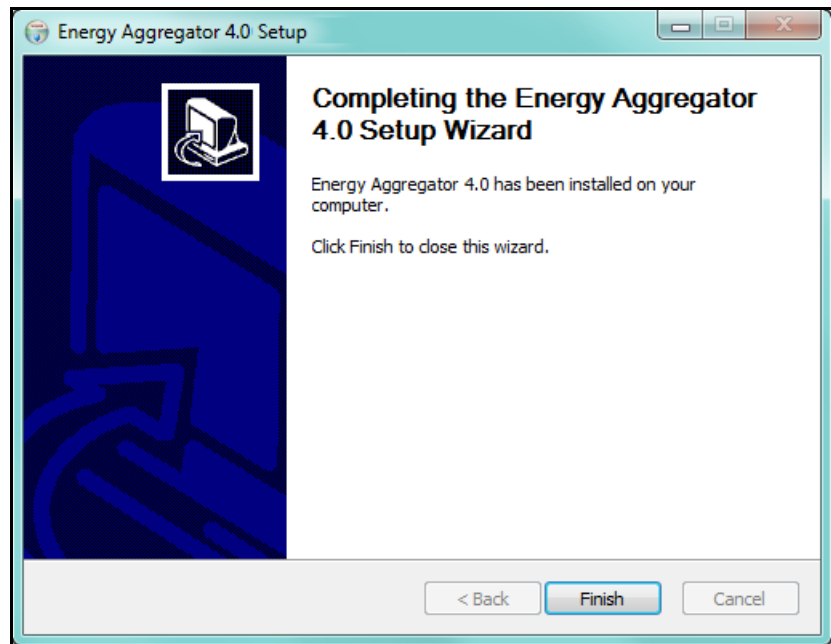 Energy Aggregator 4.0 Setup
Completing the Energy Aggregator
4.0 Setup Wizard
Energy Aggregator 4.0 has been installed on your
computer.
Click Finish to close this wizard.
< Back
Finish
Cancel